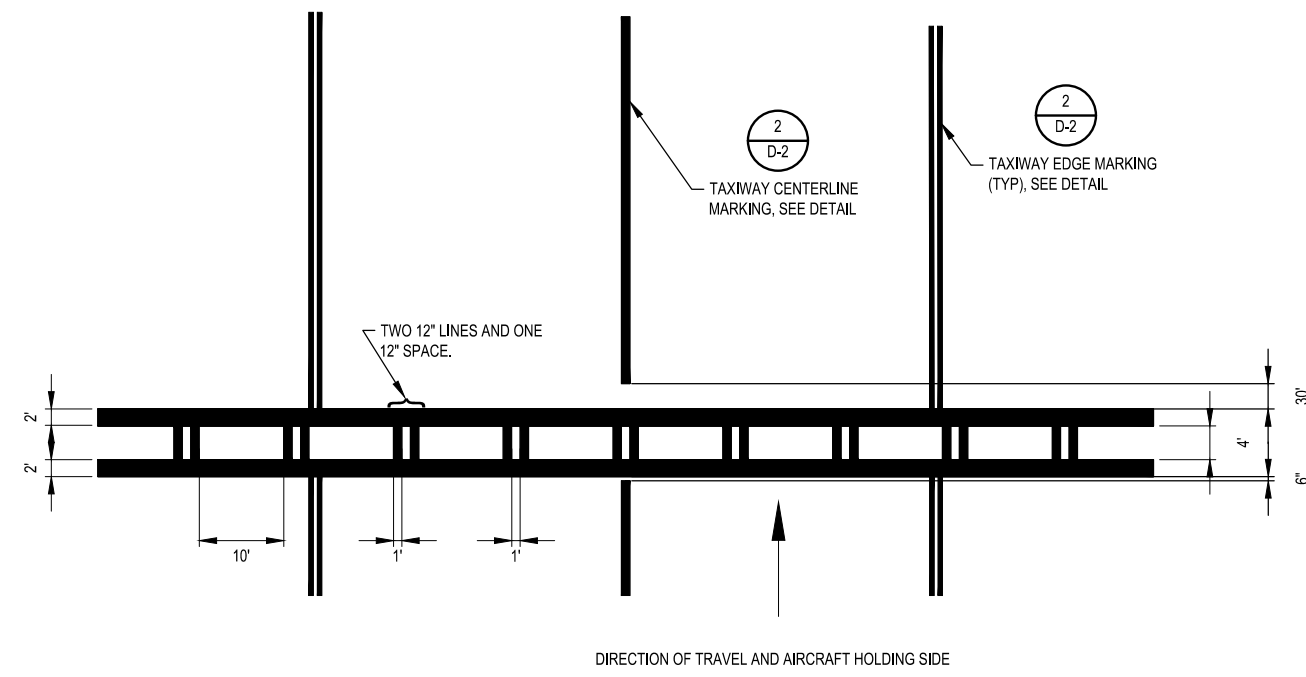 2
D-2
TAXIWAY CENTERLINE
MARKING, SEE DETAIL
2
D-2
TAXIWAY EDGE MARKING
(TYP), SEE DETAIL
TWO 12" LINES AND ONE
12" SPACE.
2'
2'
30'
4'
6"
10'
1'
1'
DIRECTION OF TRAVEL AND AIRCRAFT HOLDING SIDE